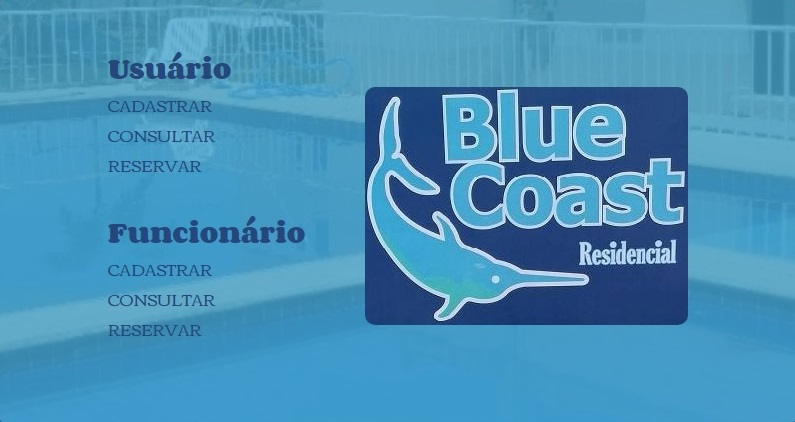 Usuário
CADASTRAR
CONSULTAR
RESERVAR
Funcionário
CADASTRAR
CONSULTAR
RESERVAR
Blue
Coast
Residencial